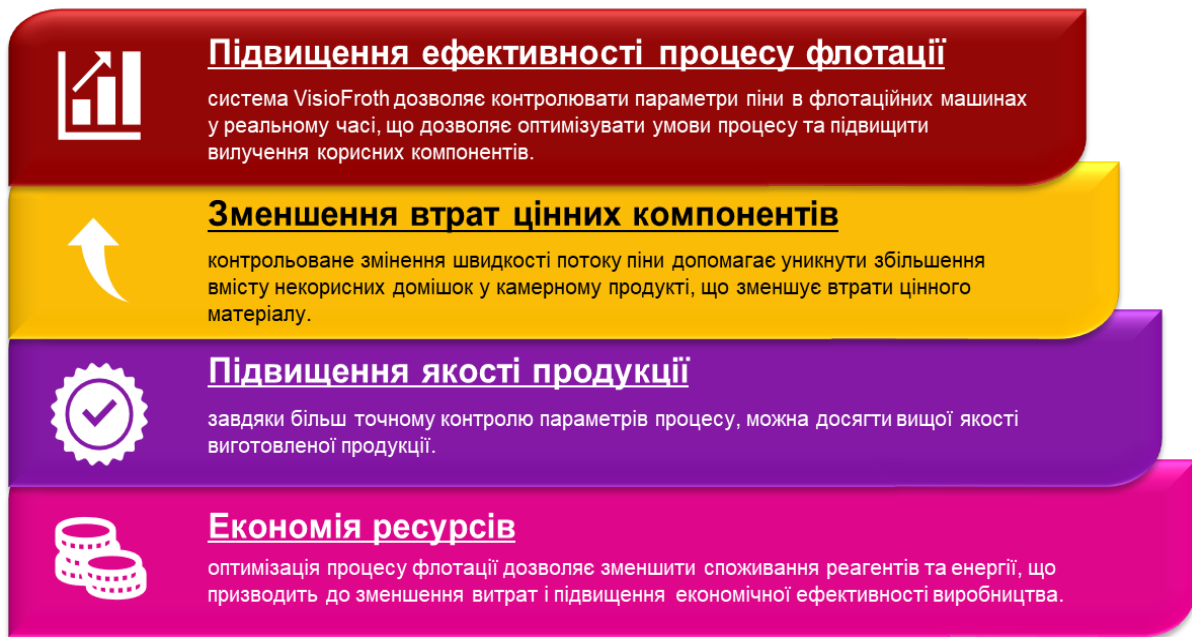 Підвищення ефективності процесу флотації
система VisioFroth дозволяє контролювати параметри піни в флотаційних машинах
у реальному часі, що дозволяє оптимізувати умови процесу та підвищити
вилучення корисних компонентів.
Зменшення втрат цінних компонентів
контрольоване змінення швидкості потоку піни допомагає уникнути збільшення
вмісту некорисних домішок у камерному продукті, що зменшує втрати цінного
матеріалу.
Підвищення якості продукції
завдяки більш точному контролю параметрів процесу, можна досягти вищої якості
виготовленої продукції.
Економія ресурсів
оптимізація процесу флотації дозволяє зменшити споживання реагентів та енергії, що
призводить до зменшення витрат і підвищення економічної ефективності виробництва.